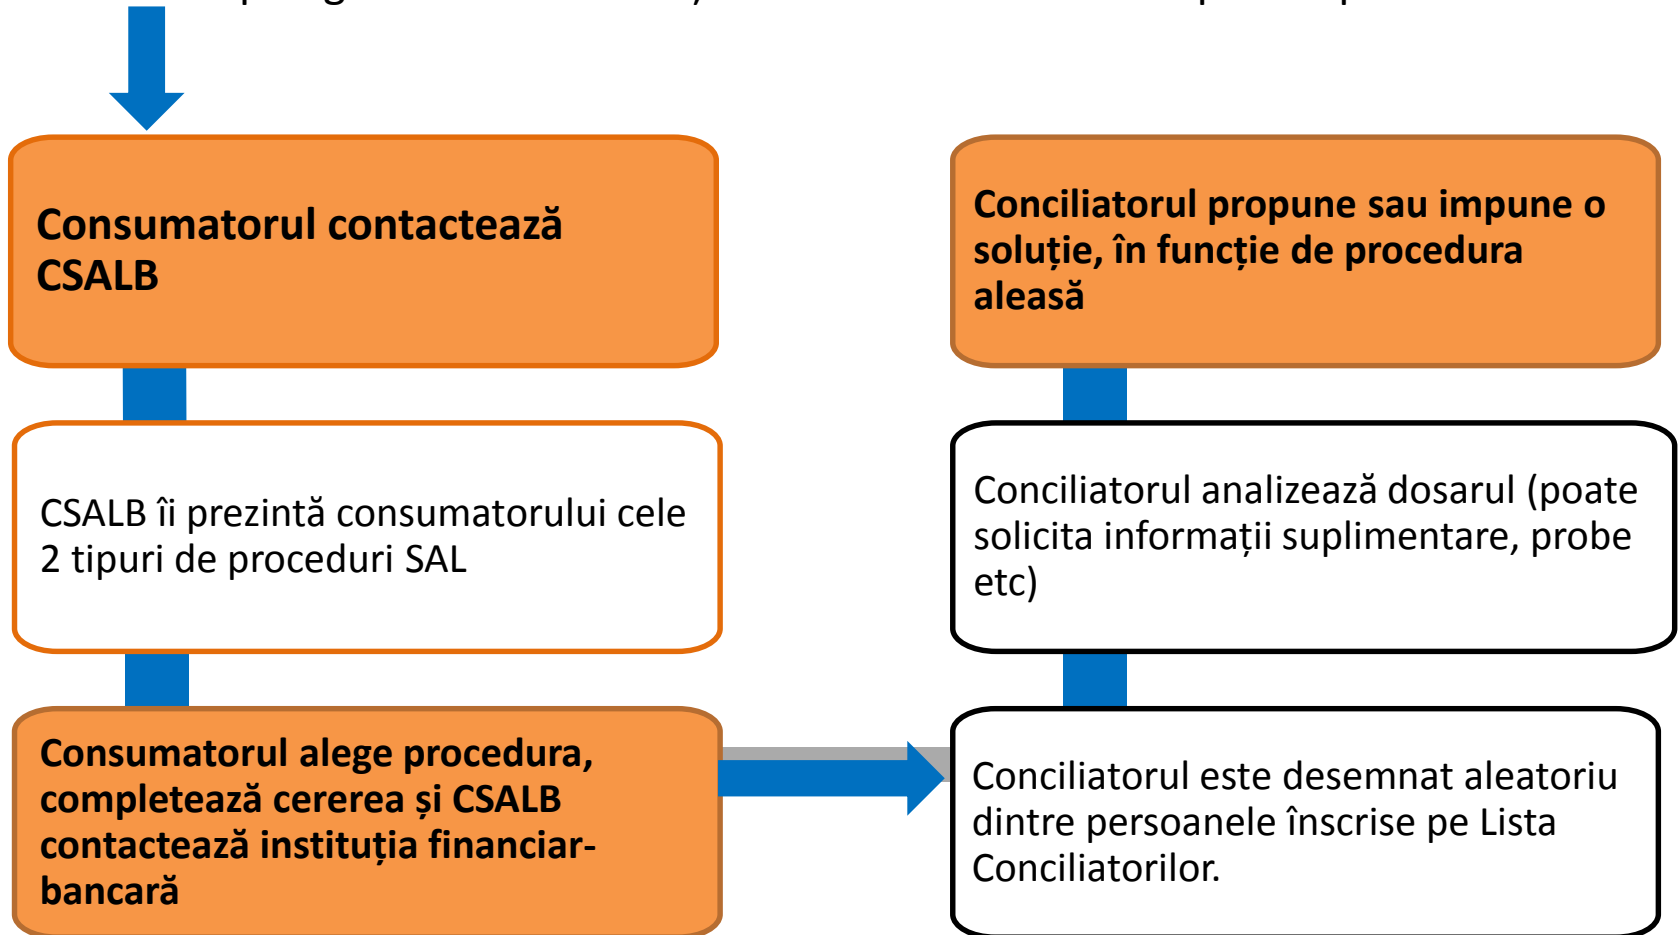 Consumatorul contactează
CSALB
CSALB îi prezintă consumatorului cele
2 tipuri de proceduri SAL
Consumatorul alege procedura,
completează cererea și CSALB
contactează instituția financiar-
bancară
Conciliatorul este desemnat aleatoriu
dintre persoanele înscrise pe Lista
Conciliatorilor.
Conciliatorul analizează dosarul (poate
solicita informații suplimentare, probe
etc)
Conciliatorul propune sau impune o
soluție, în funcție de procedura
aleasă